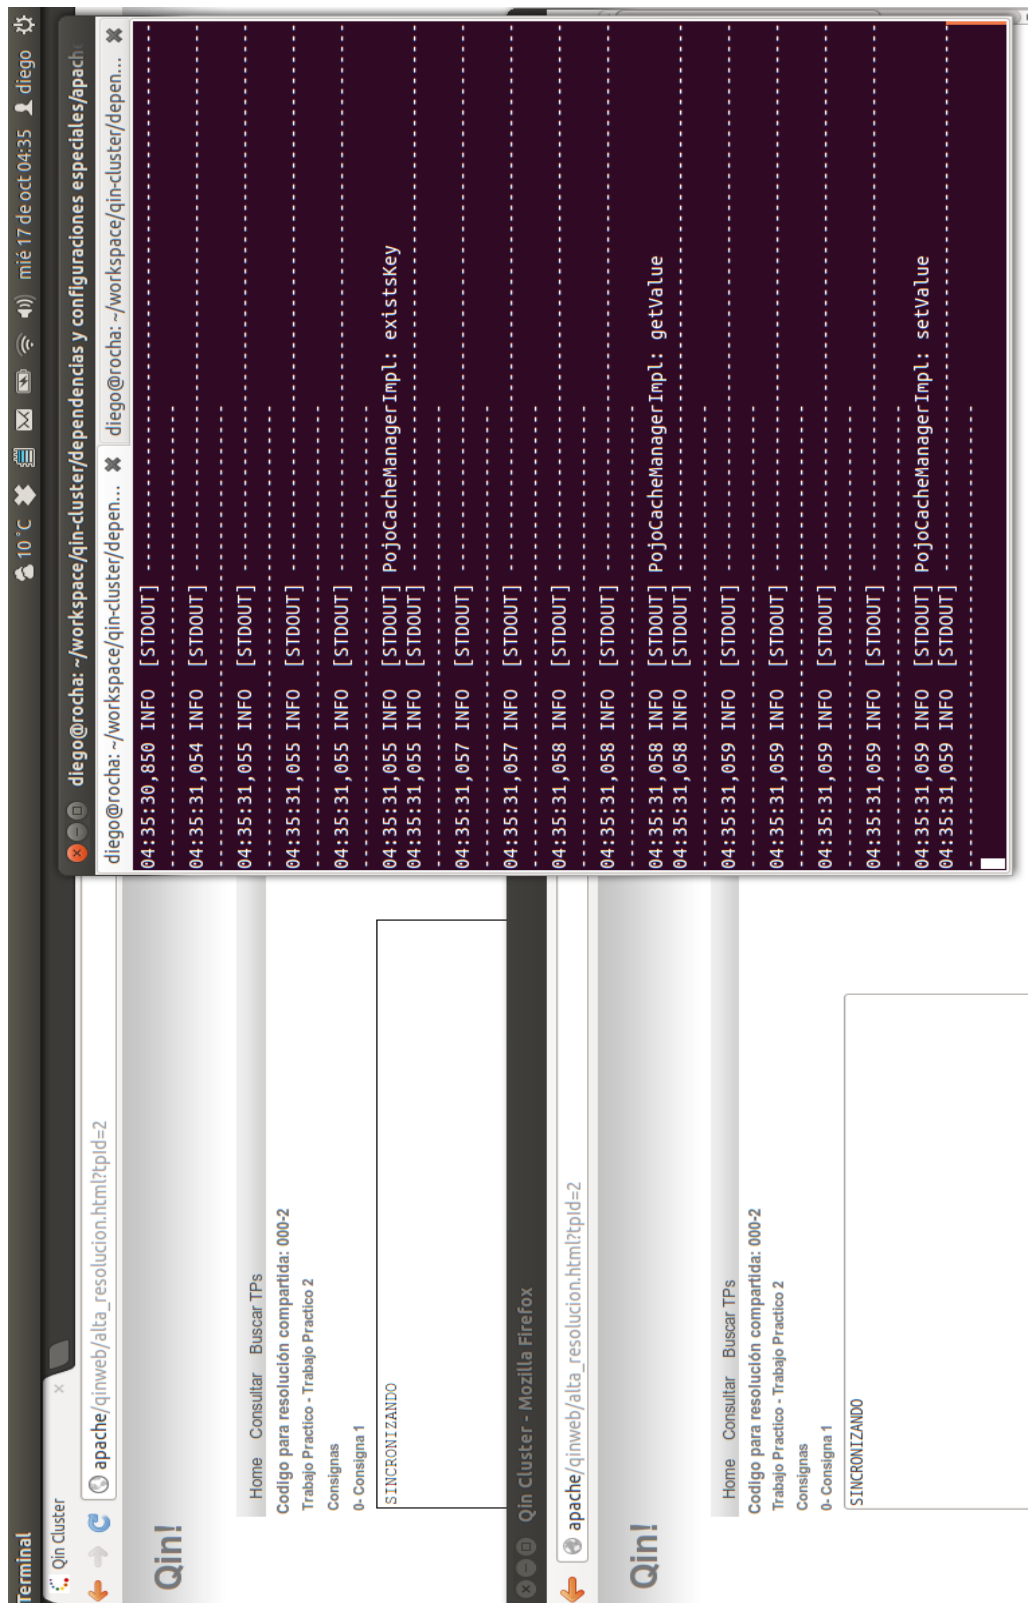 Terminal
10 °C
mié 17 de oct 04:35
diego
Qin Cluster
apache/qinweb/alta_resolucion.html?tpId=2
Qin!
Home Consultar Buscar TPs
Codigo para resolución compartida: 000-2
Trabajo Practico - Trabajo Practico 2
Consignas
0- Consigna 1
SINCRONIZANDO
Qin Cluster - Mozilla Firefox
apache/qinweb/alta_resolucion.html?tpId=2
Qin!
Home Consultar Buscar TPs
Codigo para resolución compartida: 000-2
Trabajo Practico - Trabajo Practico 2
Consignas
0- Consigna 1
SINCRONIZANDO
diego@rocha: ~/workspace/qin-cluster/dependencias y configuraciones especiales/apach
diego@rocha: ~/workspace/qin-cluster/depen...
diego@rocha: ~/workspace/qin-cluster/depen...
04:35:30,850 INFO [STDOUT]
04:35:31,054 INFO [STDOUT]
04:35:31,055 INFO [STDOUT]
04:35:31,055 INFO [STDOUT]
04:35:31,055 INFO [STDOUT]
04:35:31,055 INFO [STDOUT] PojoCacheManagerImpl: existsKey
04:35:31,055 INFO [STDOUT]
04:35:31,057 INFO [STDOUT]
04:35:31,057 INFO [STDOUT]
04:35:31,058 INFO [STDOUT]
04:35:31,058 INFO [STDOUT]
04:35:31,058 INFO [STDOUT] PojoCacheManagerImpl: getValue
04:35:31,058 INFO [STDOUT]
04:35:31,059 INFO [STDOUT]
04:35:31,059 INFO [STDOUT]
04:35:31,059 INFO [STDOUT]
04:35:31,059 INFO [STDOUT]
04:35:31,059 INFO [STDOUT] PojoCacheManagerImpl: setValue
04:35:31,059 INFO [STDOUT]